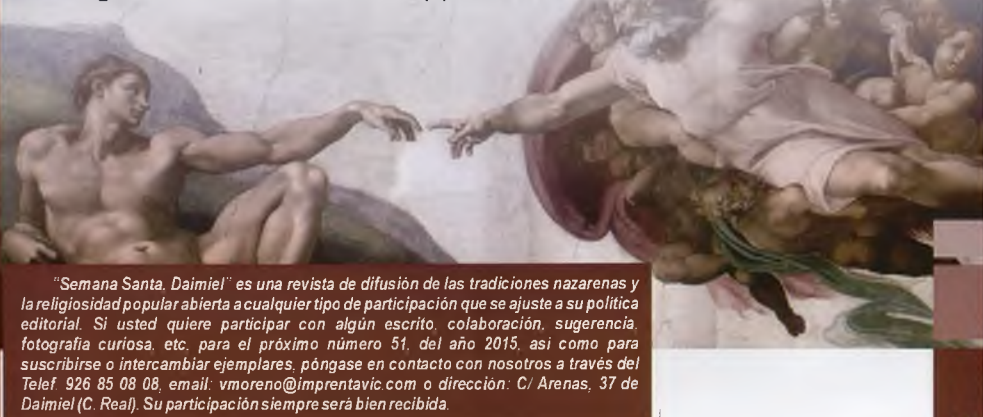 "Semana Santa. Daimiel" es una revista de difusión de las tradiciones nazarenas y
la religiosidad popular abierta a cualquier tipo de participación que se ajuste a su política
editorial. Si usted quiere participar con algún escrito, colaboración, sugerencia,
fotografía curiosa, etc. para el próximo número 51, del año 2015, así como para
suscribirse o intercambiar ejemplares, póngase en contacto con nosotros a través del
Telef. 926 85 08 08, email: vmoreno@imprentavic.com o dirección: C/ Arenas, 37 de
Daimiel (C. Real). Su participación siempre será bien recibida.